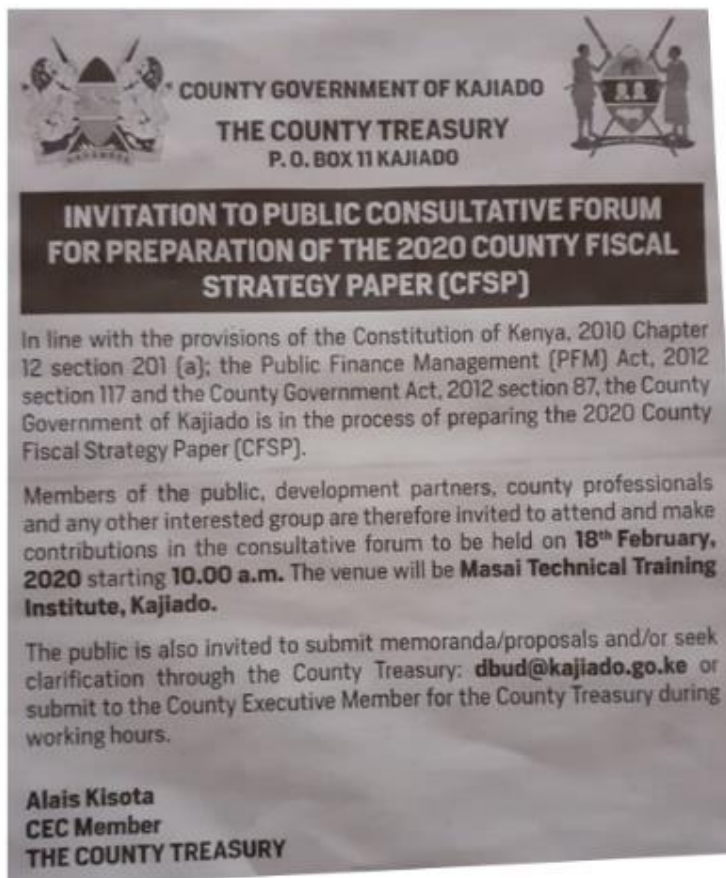 COUNTY GOVERNMENT OF KAJIADO
THE COUNTY TREASURY
P. O. BOX 11 KAJIADO
INVITATION TO PUBLIC CONSULTATIVE FORUM
FOR PREPARATION OF THE 2020 COUNTY FISCAL
STRATEGY PAPER (CFSP)
In line with the provisions of the Constitution of Kenya, 2010 Chapter
12 section 201 (a); the Public Finance Management (PFM) Act, 2012
section 117 and the County Government Act, 2012 section 87, the County
Government of Kajiado is in the process of preparing the 2020 County
Fiscal Strategy Paper (CFSP).
Members of the public, development partners, county professionals
and any other interested group are therefore invited to attend and make
contributions in the consultative forum to be held on 18th February,
2020 starting 10.00 a.m. The venue will be Masai Technical Training
Institute, Kajiado.
The public is also invited to submit memoranda/proposals and/or seek
clarification through the County Treasury: dbud@kajiado.go.ke or
submit to the County Executive Member for the County Treasury during
working hours.
Alais Kisota
CEC Member
THE COUNTY TREASURY